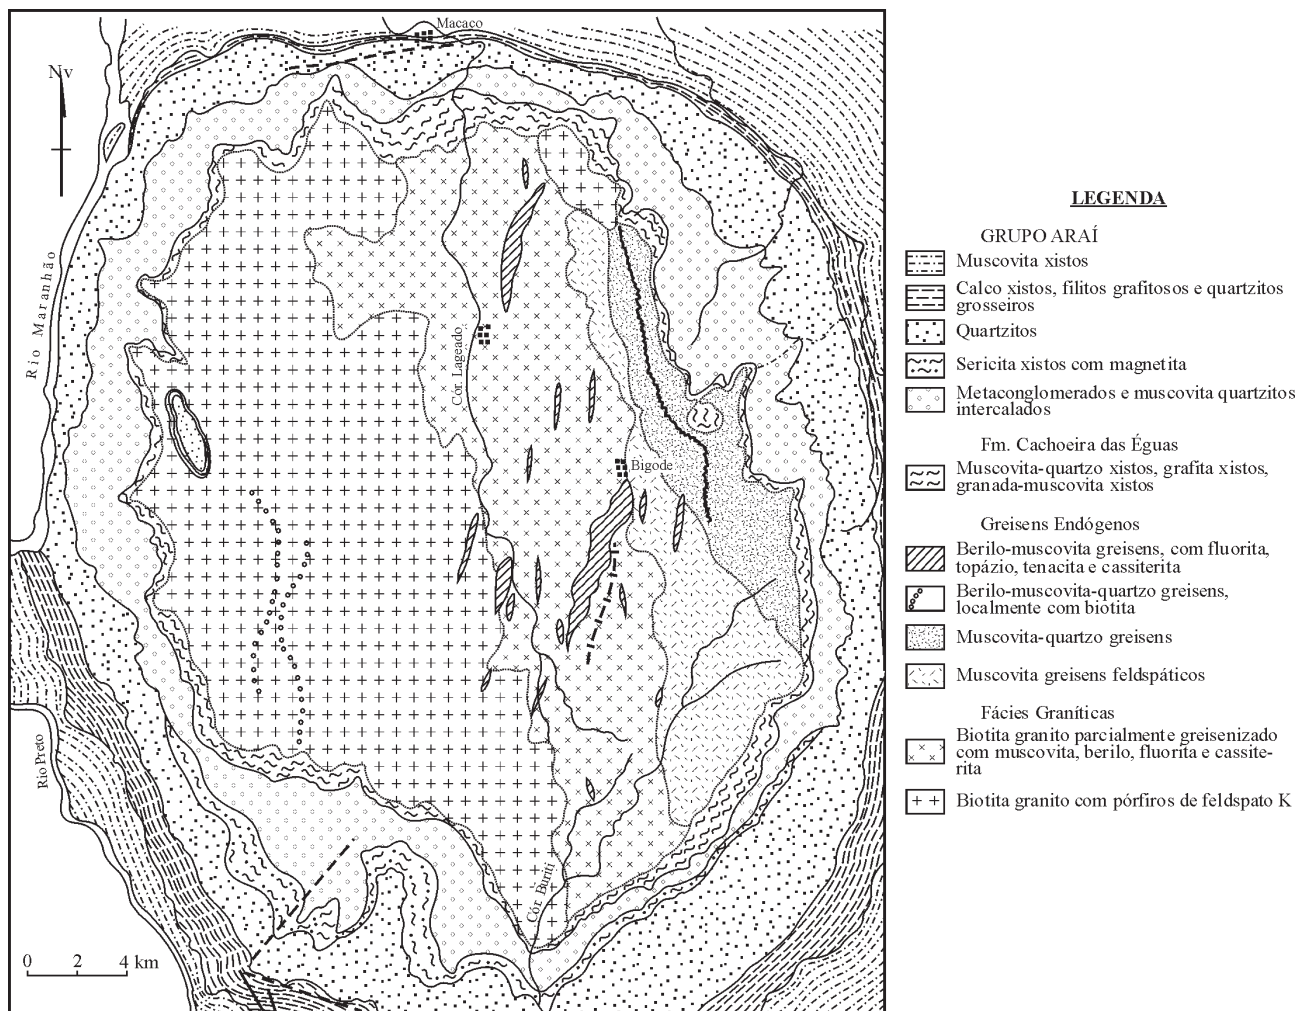 Macaco
Nv
Rio Maranhão
Cór. Lageado
Bigode
Rio Preto
Cór. Buriti
0 2 4 km
LEGENDA
GRUPO ARAÍ
Muscovita xistos
Calco xistos, filitos grafitosos e quartzitos
grosseiros
Quartzitos
Sericita xistos com magnetita
Metaconglomerados e muscovita quartzitos
intercalados
Fm. Cachoeira das Éguas
Muscovita-quartzo xistos, grafita xistos,
granada-muscovita xistos
Greisens Endógenos
Berilo-muscovita greisens, com fluorita,
topázio, tenacita e cassiterita
Berilo-muscovita-quartzo greisens,
localmente com biotita
Muscovita-quartzo greisens
Muscovita greisens feldspáticos
Fácies Graníticas
Biotita granito parcialmente greisenizado
com muscovita, berilo, fluorita e cassite-
rita
Biotita granito com pórfiros de feldspato K